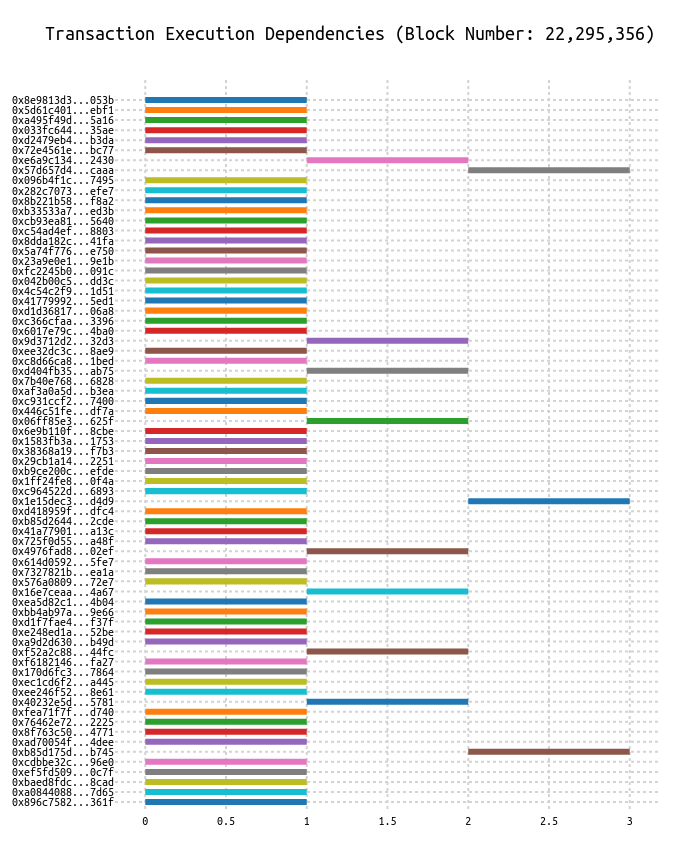 Transaction Execution Dependencies (Block Number: 22,295,356)
0x8e9813d3...053b
0x5d61c401...ebf1
0xa495f49d...5a16
0x033fc644...35ae
0xd2479eb4...b3da
0x72e4561e...bc77
0xe6a9c134...2430
0x57d657d4...caaa
0x096b4f1c...7495
0x282c7073...efe7
0x8b221b58...f8a2
0xb33533a7...ed3b
0xcb93ea81...5640
0xc54ad4ef...8803
0x8dda182c...41fa
0x5a74f776...e750
0x23a9e0e1...9e1b
0xfc2245b0...091c
0x042b00c5...dd3c
0x4c54c2f9...1d51
0x41779992...5ed1
0xd1d36817...06a8
0xc366cfaa...3396
0x6017e79c...4ba0
0x9d3712d2...32d3
0xee32dc3c...8ae9
0xc8d66ca8...1bed
0xd404fb35...ab75
0x7b40e768...6828
0xaf3a0a5d...b3ea
0xc931ccf2...7400
0x446c51fe...df7a
0x06ff85e3...625f
0x6e9b110f...8cbe
0x1583fb3a...1753
0x38368a19...f7b3
0x29cb1a14...2251
0xb9ce200c...efde
0x1ff24fe8...0f4a
0xc964522d...6893
0x1e15dec3...d4d9
0xd418959f...dfc4
0xb85d2644...2cde
0x41a77901...a13c
0x725f0d55...a48f
0x4976fad8...02ef
0x614d0592...5fe7
0x7327821b...ea1a
0x576a0809...72e7
0x16e7ceaa...4a67
0xea5d82c1...4b04
0xbb4ab97a...9e66
0xd1f7fae4...f37f
0xe248ed1a...52be
0xa9d2d630...b49d
0xf52a2c88...44fc
0xf6182146...fa27
0x170d6fc3...7864
0xec1cd6f2...a445
0xee246f52...8e61
0x40232e5d...5781
0xfea71f7f...d740
0x76462e72...2225
0x8f763c50...4771
0xad70054f...4dee
0xb85d175d...b745
0xcdbbe32c...96e0
0xef5fd509...0c7f
0xbaed8fdc...8cad
0xa0844088...7d65
0x896c7582...361f
0 0.5 1 1.5 2 2.5 3